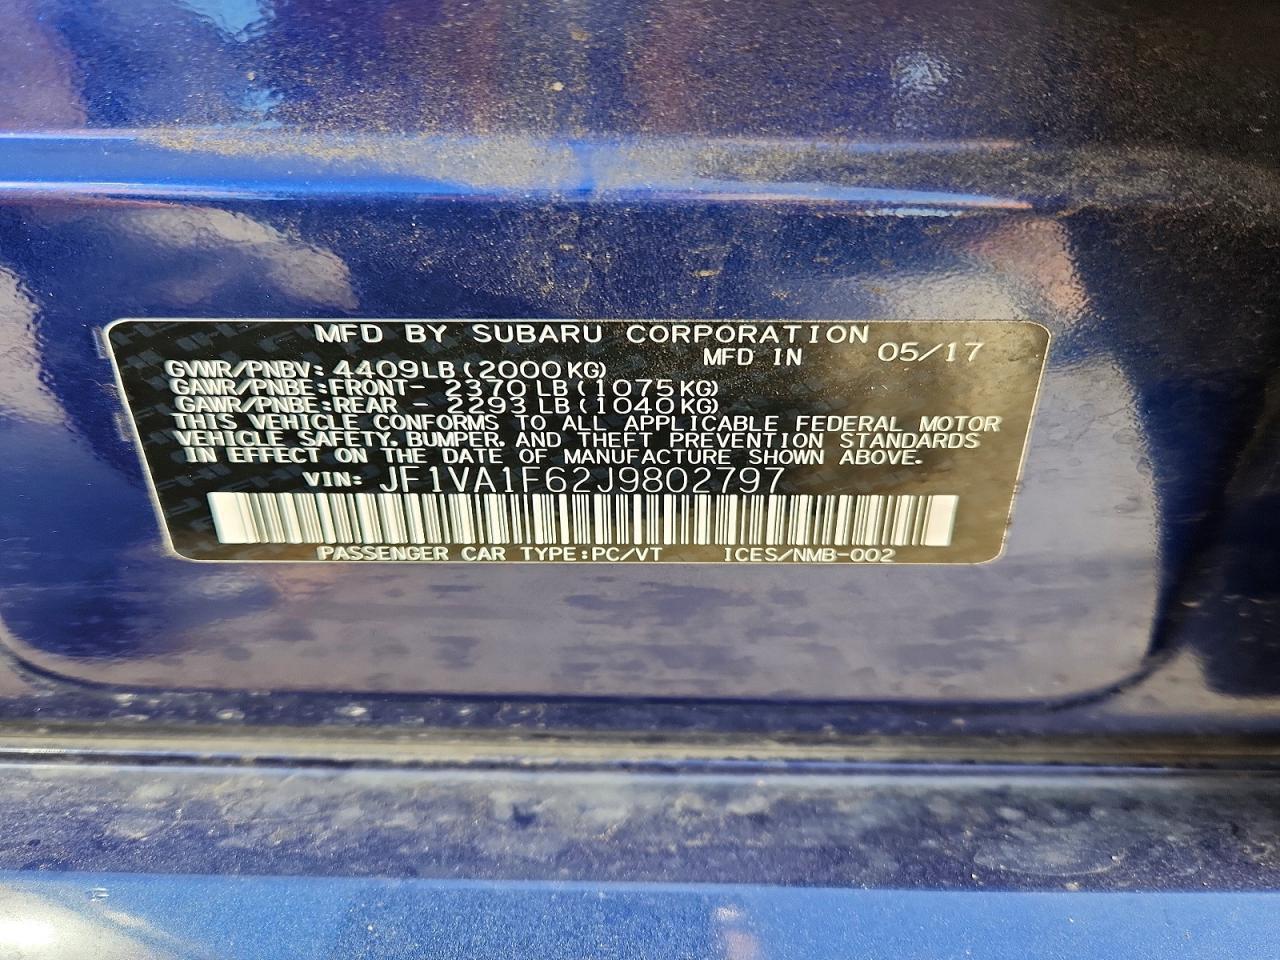 MFD BY SUBARU CORPORATION
MFD IN 05/17
GVWR/PNBV: 4409LB(2000KG)
GAWR/PNBE:FRONT- 2370LB(1075KG)
GAWR/PNBE:REAR - 2293LB(1040KG)
THIS VEHICLE CONFORMS TO ALL APPLICABLE FEDERAL MOTOR
VEHICLE SAFETY, BUMPER, AND THEFT PREVENTION STANDARDS
IN EFFECT ON THE DATE OF MANUFACTURE SHOWN ABOVE.
VIN: JF1VA1F62J9802797
PASSENGER CAR TYPE:PC/VT ICES/NMB-002